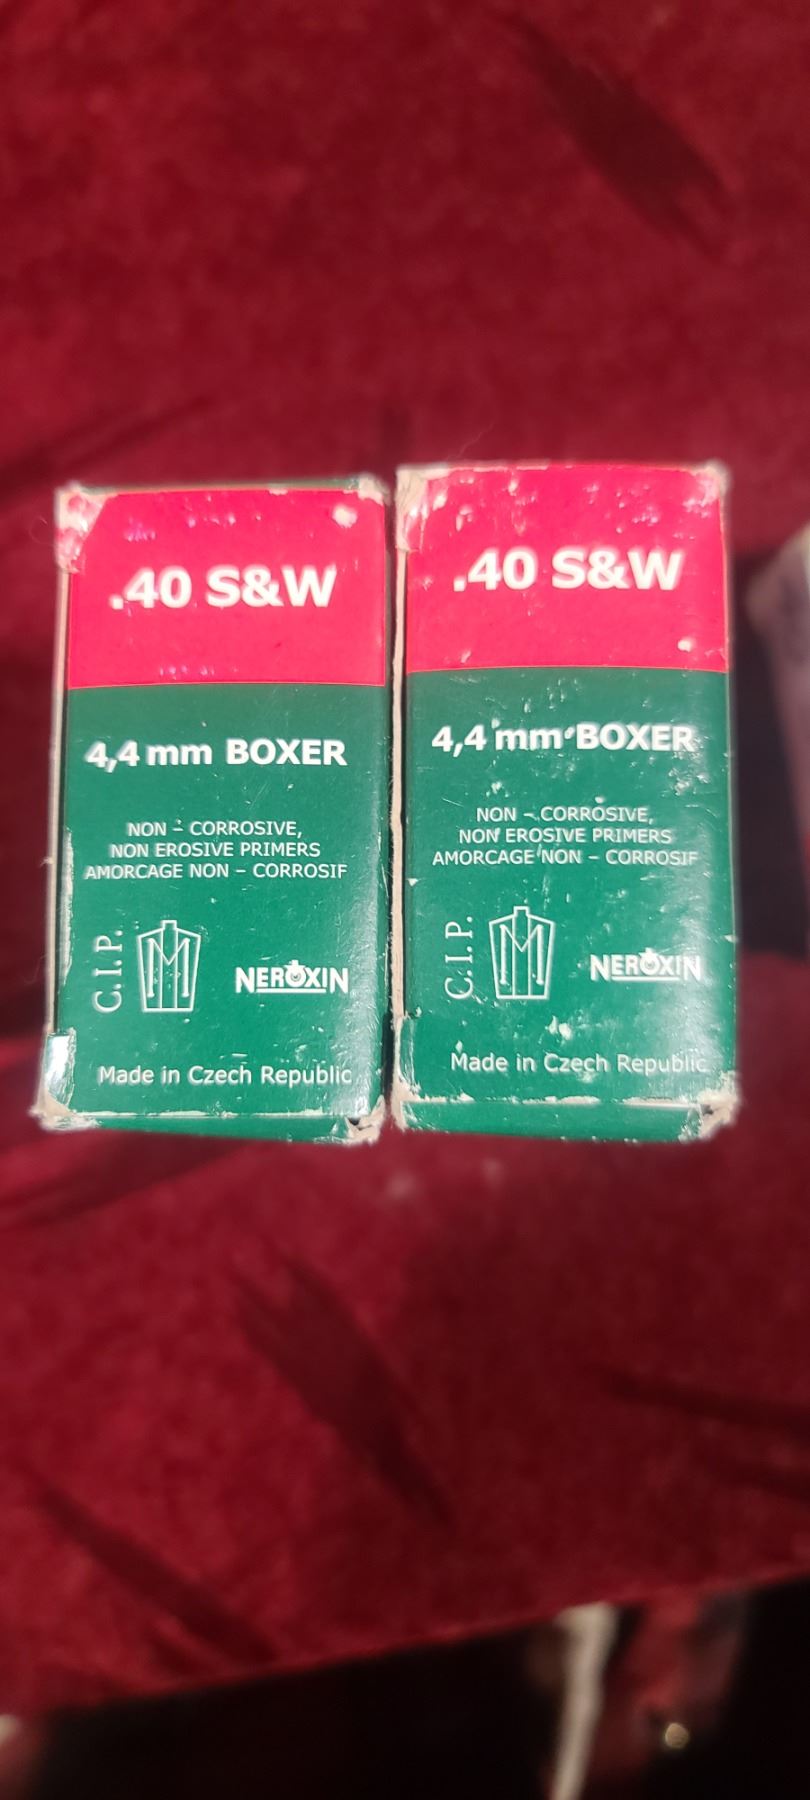 .40 S&W
4,4 mm BOXER
NON – CORROSIVE,
NON EROSIVE PRIMERS
AMORCAGE NON – CORROSIF
C.I.P.
NEROXIN
Made in Czech Republic
.40 S&W
4,4 mm BOXER
NON – CORROSIVE,
NON EROSIVE PRIMERS
AMORCAGE NON – CORROSIF
C.I.P.
NEROXIN
Made in Czech Republic